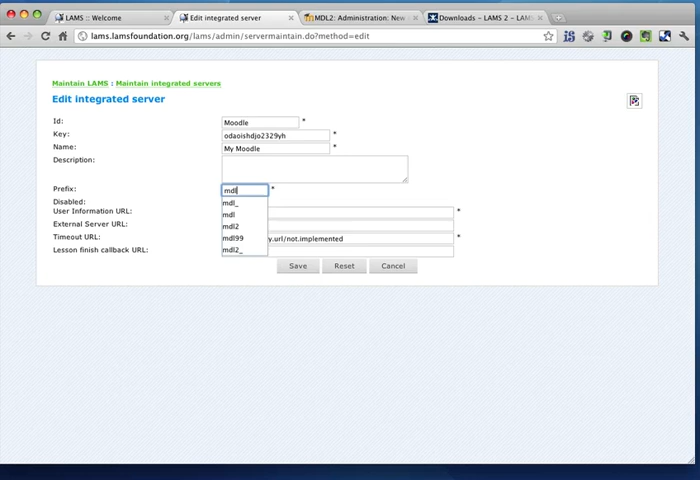 LAMS :: Welcome
Edit integrated server
MDL2: Administration: New
Downloads – LAMS 2 – LAM
lams.lamsfoundation.org/lams/admin/servermaintain.do?method=edit
Maintain LAMS : Maintain integrated servers
Edit integrated server
Id: Moodle *
Key: odaoishdjo2329yh *
Name: My Moodle *
Description:
Prefix: mdl *
mdl_
mdl
mdl2
mdl99
mdl2_
Disabled:
User Information URL: *
External Server URL:
Timeout URL: y.url/not.implemented *
Lesson finish callback URL:
Save Reset Cancel